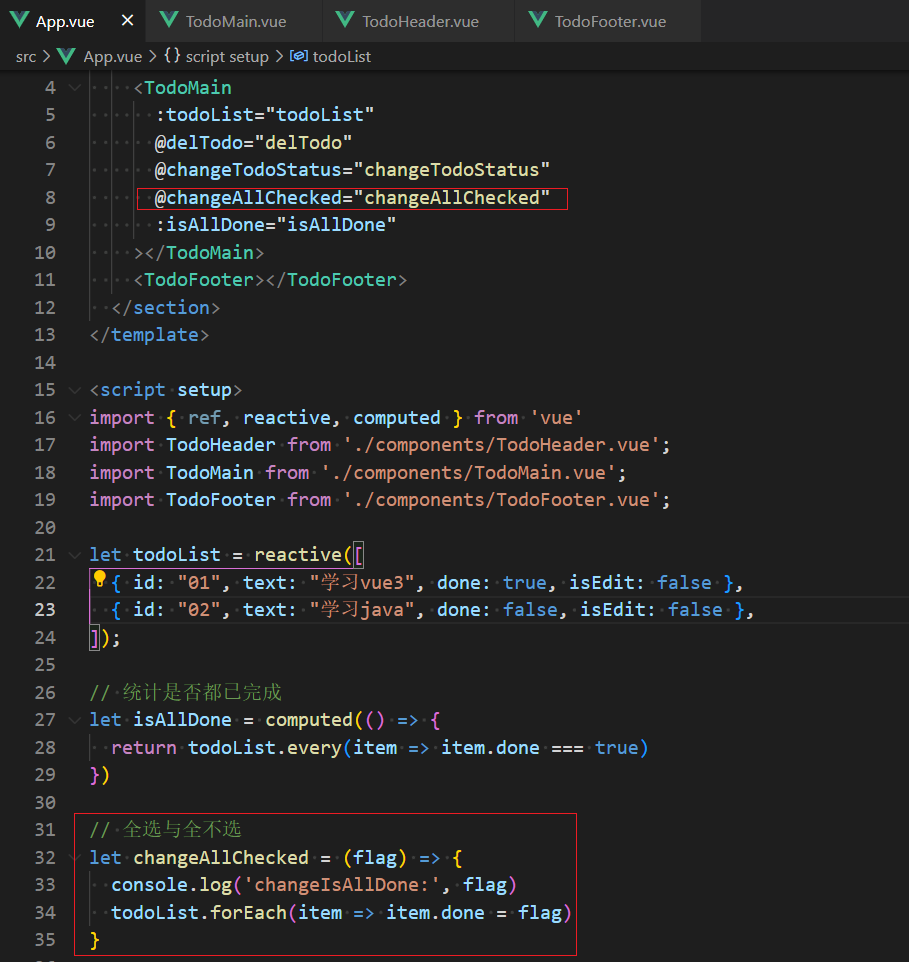 App.vue × TodoMain.vue TodoHeader.vue TodoFooter.vue
src > App.vue > {} script setup > todoList
4 <TodoMain
5 :todoList="todoList"
6 @delTodo="delTodo"
7 @changeTodoStatus="changeTodoStatus"
8 @changeAllChecked="changeAllChecked"
9 :isAllDone="isAllDone"
10 ></TodoMain>
11 <TodoFooter></TodoFooter>
12 </section>
13 </template>
14
15 <script setup>
16 import { ref, reactive, computed } from 'vue'
17 import TodoHeader from './components/TodoHeader.vue';
18 import TodoMain from './components/TodoMain.vue';
19 import TodoFooter from './components/TodoFooter.vue';
20
21 let todoList = reactive([
22 { id: "01", text: "学习vue3", done: true, isEdit: false },
23 { id: "02", text: "学习java", done: false, isEdit: false },
24 ]);
25
26 // 统计是否都已完成
27 let isAllDone = computed(() => {
28 return todoList.every(item => item.done === true)
29 })
30
31 // 全选与全不选
32 let changeAllChecked = (flag) => {
33 console.log('changeIsAllDone:', flag)
34 todoList.forEach(item => item.done = flag)
35 }